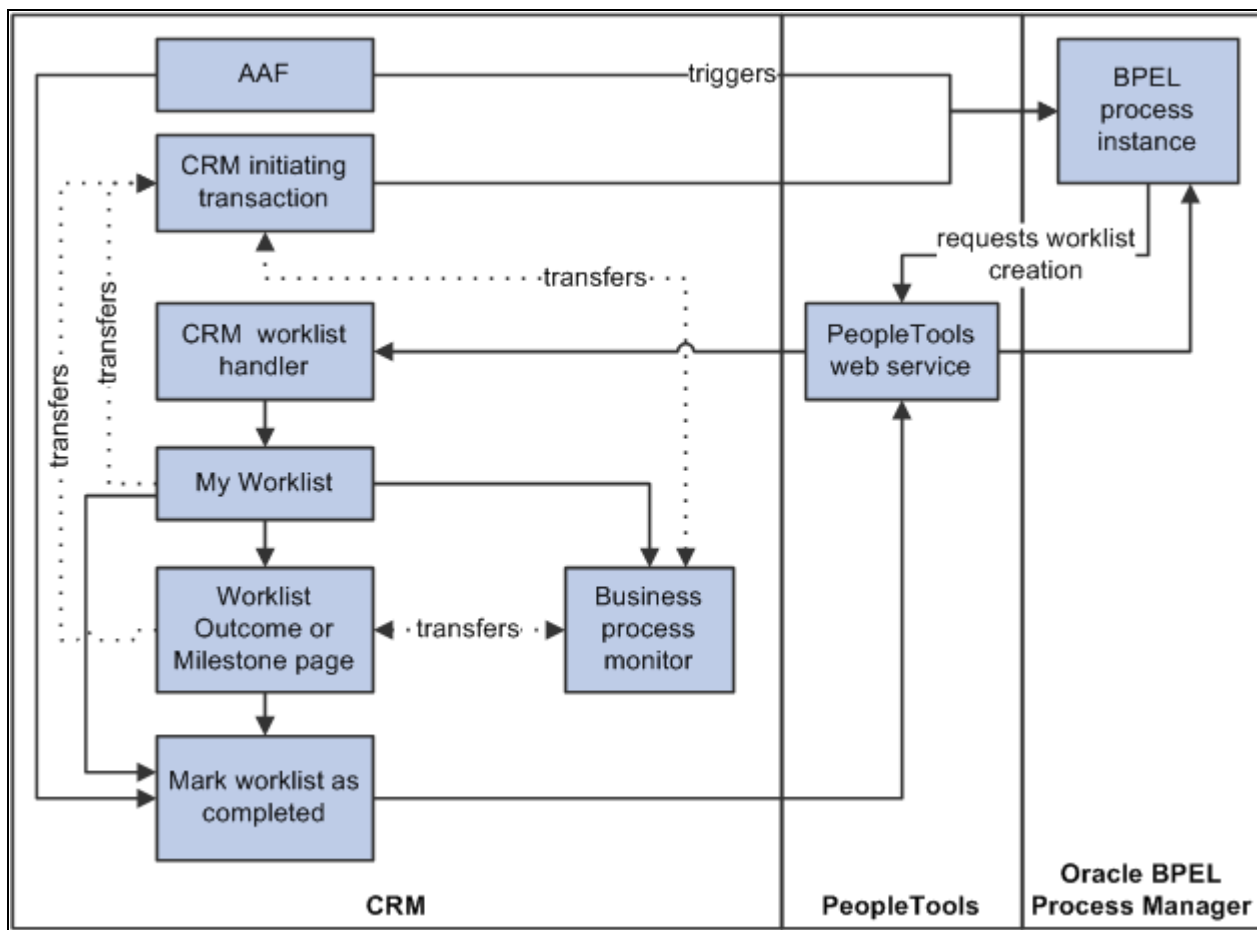 AAF
triggers
BPEL
process
instance
CRM initiating
transaction
requests worklist
creation
transfers
transfers
transfers
CRM worklist
handler
PeopleTools
web service
My Worklist
Worklist
Outcome or
Milestone page
transfers
Business
process
monitor
Mark worklist as
completed
CRM
PeopleTools
Oracle BPEL
Process Manager